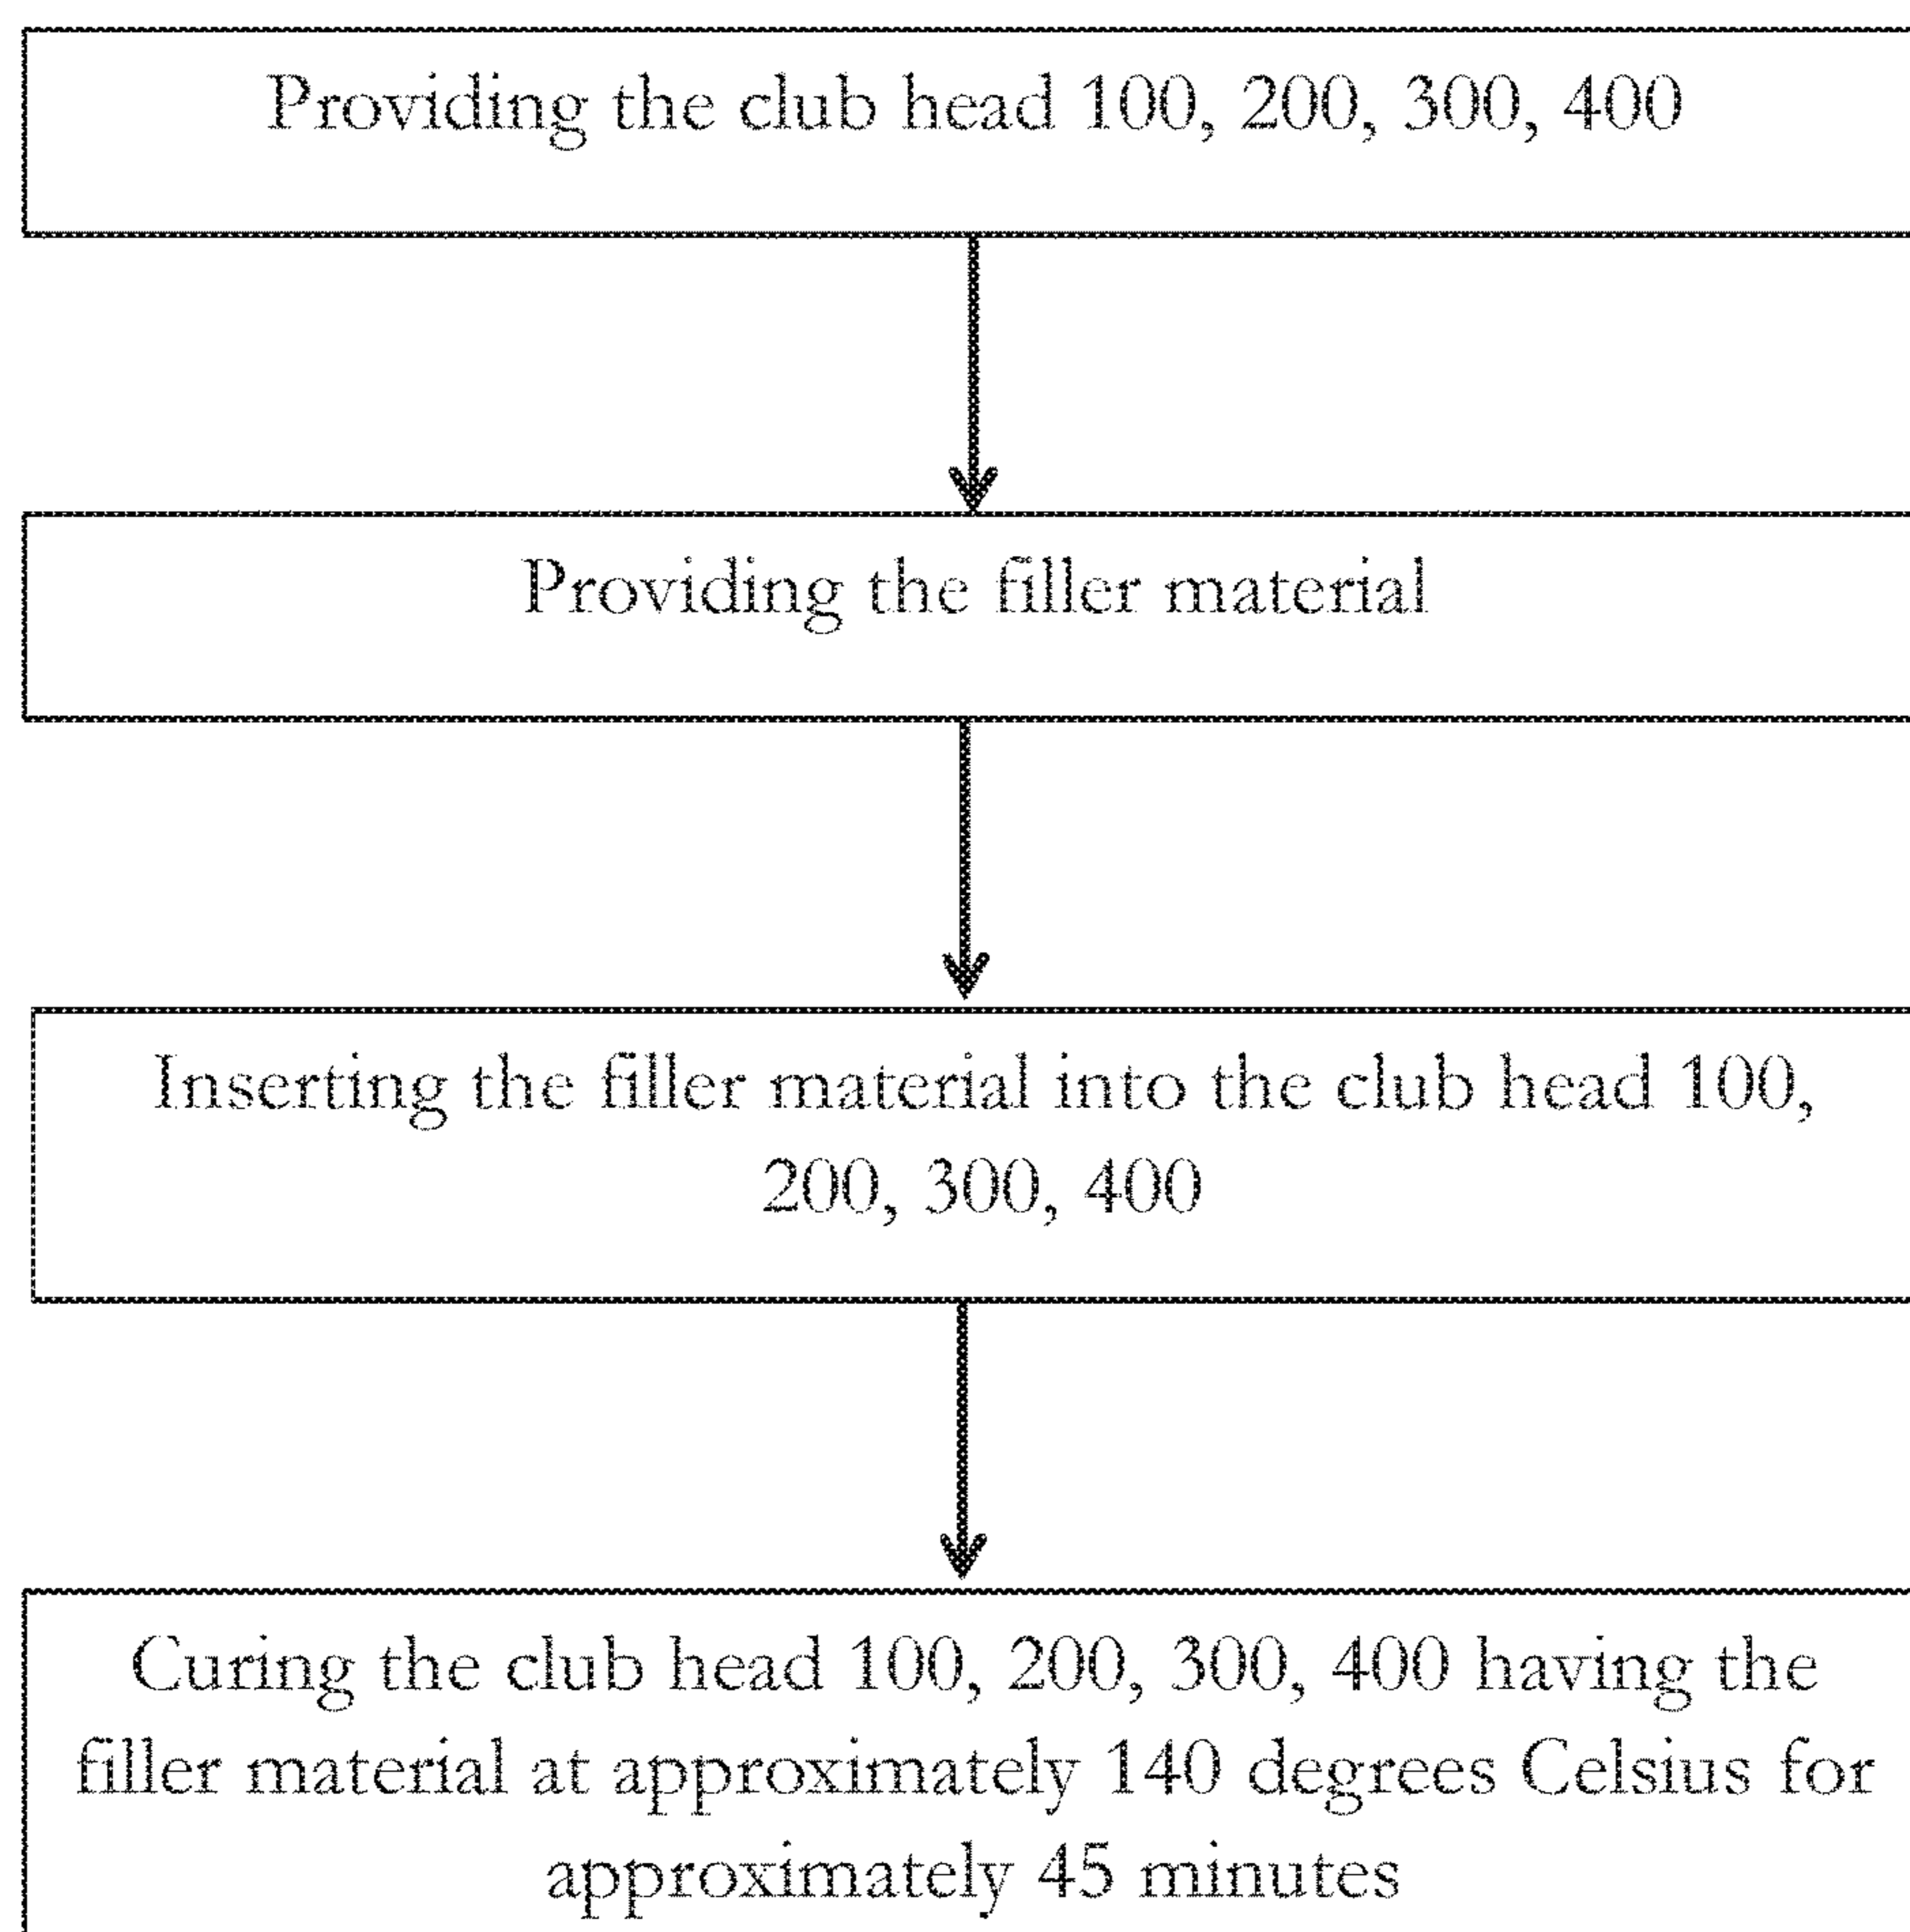 Providing the club head 100, 200, 300, 400
Providing the filler material
Inserting the filler material into the club head 100,
200, 300, 400
Curing the club head 100, 200, 300, 400 having the
filler material at approximately 140 degrees Celsius for
approximately 45 minutes